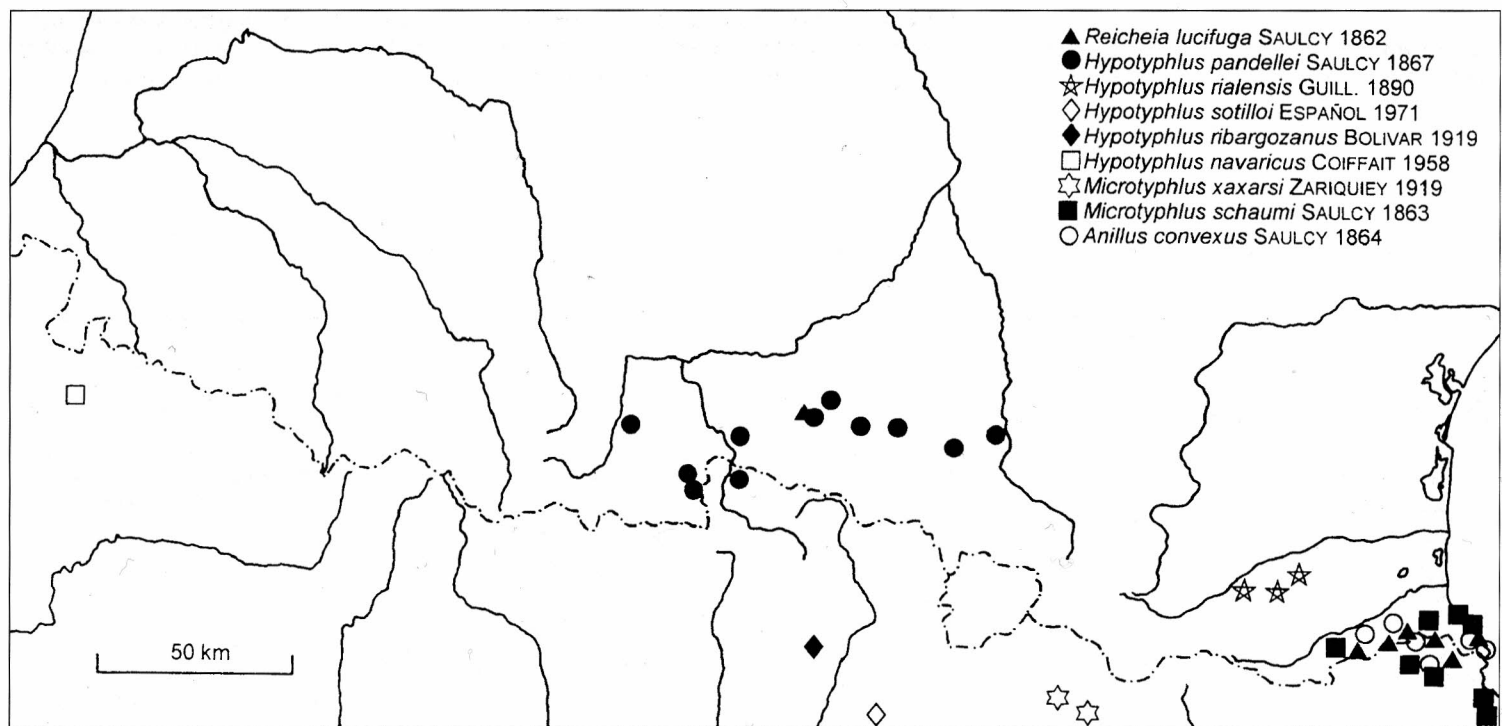 Reicheia lucifuga SAULCY 1862
Hypotyphlus pandellei SAULCY 1867
Hypotyphlus rialensis GUILL. 1890
Hypotyphlus sotilloi ESPAÑOL 1971
Hypotyphlus ribargozanus BOLIVAR 1919
Hypotyphlus navaricus COIFFAIT 1958
Microtyphlus xaxarsi ZARIQUIEY 1919
Microtyphlus schaumi SAULCY 1863
Anillus convexus SAULCY 1864
50 km